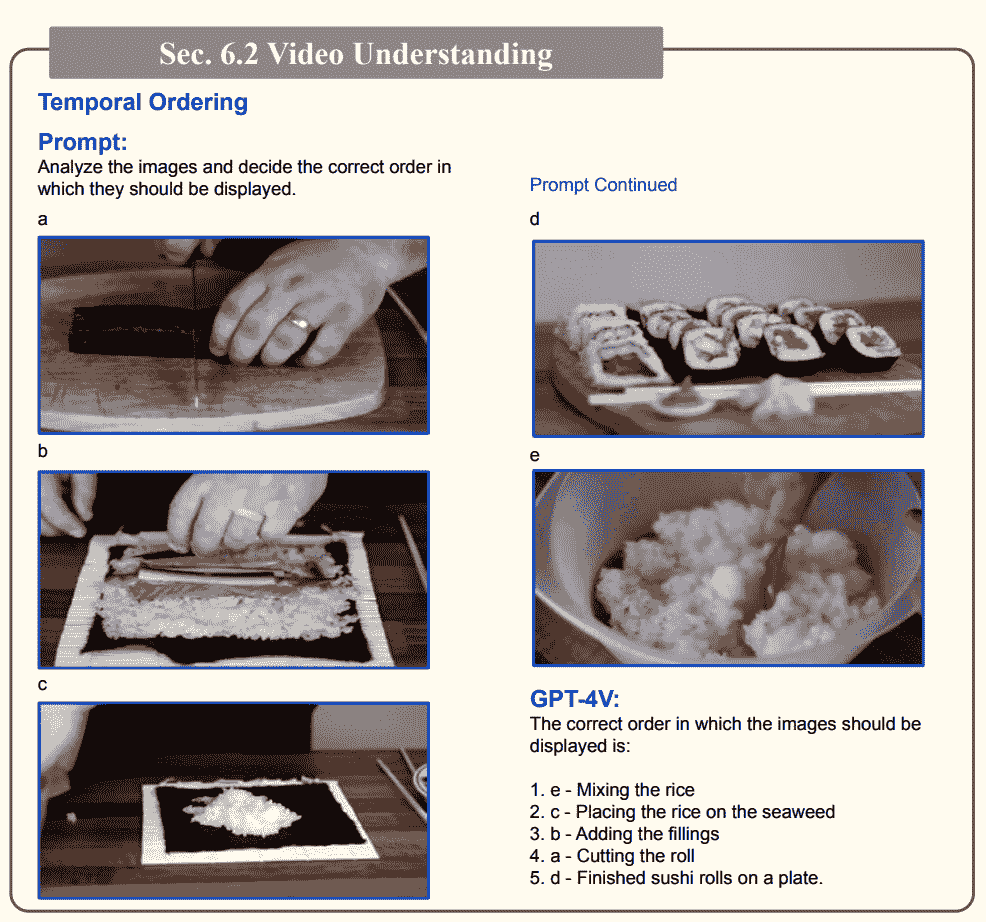 Sec. 6.2 Video Understanding
Temporal Ordering
Prompt:
Analyze the images and decide the correct order in
which they should be displayed.
a
b
c
Prompt Continued
d
e
GPT-4V:
The correct order in which the images should be
displayed is:
1. e - Mixing the rice
2. c - Placing the rice on the seaweed
3. b - Adding the fillings
4. a - Cutting the roll
5. d - Finished sushi rolls on a plate.